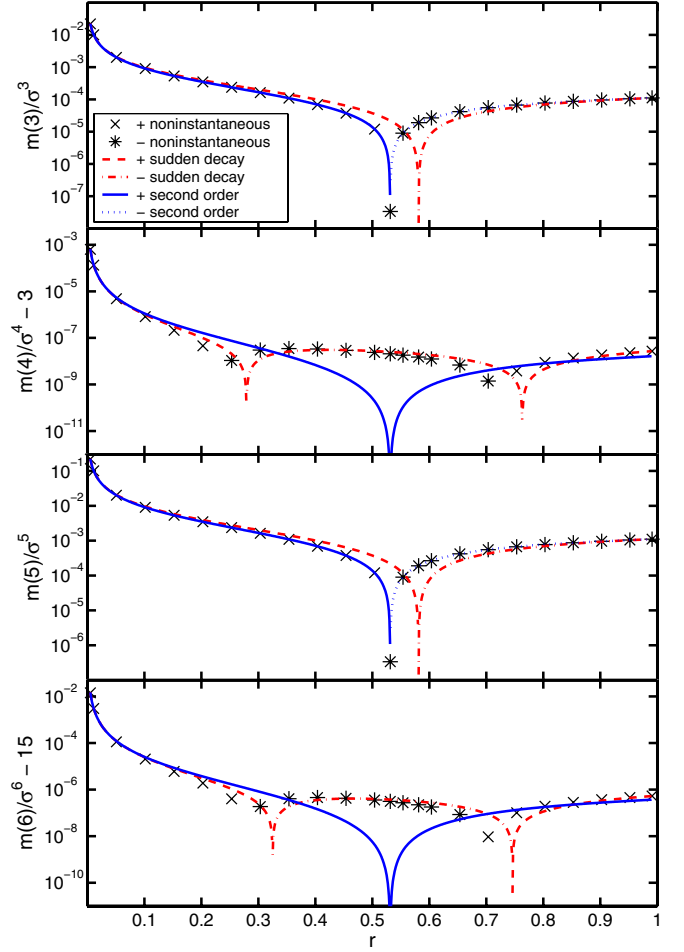 m(3)/σ^3
10^-2
10^-3
10^-4
10^-5
10^-6
10^-7
+ noninstantaneous
− noninstantaneous
+ sudden decay
− sudden decay
+ second order
− second order
m(4)/σ^4 − 3
10^-3
10^-5
10^-7
10^-9
10^-11
m(5)/σ^5
10^-1
10^-2
10^-3
10^-4
10^-5
10^-6
m(6)/σ^6 − 15
10^-2
10^-4
10^-6
10^-8
10^-10
0.1 0.2 0.3 0.4 0.5 0.6 0.7 0.8 0.9 1
r